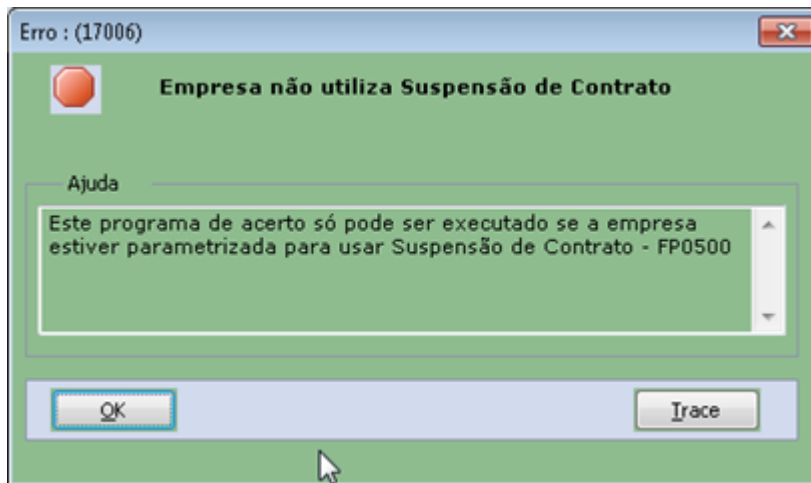 Erro : (17006)
Empresa não utiliza Suspensão de Contrato
Ajuda
Este programa de acerto só pode ser executado se a empresa
estiver parametrizada para usar Suspensão de Contrato - FP0500
OK
Trace